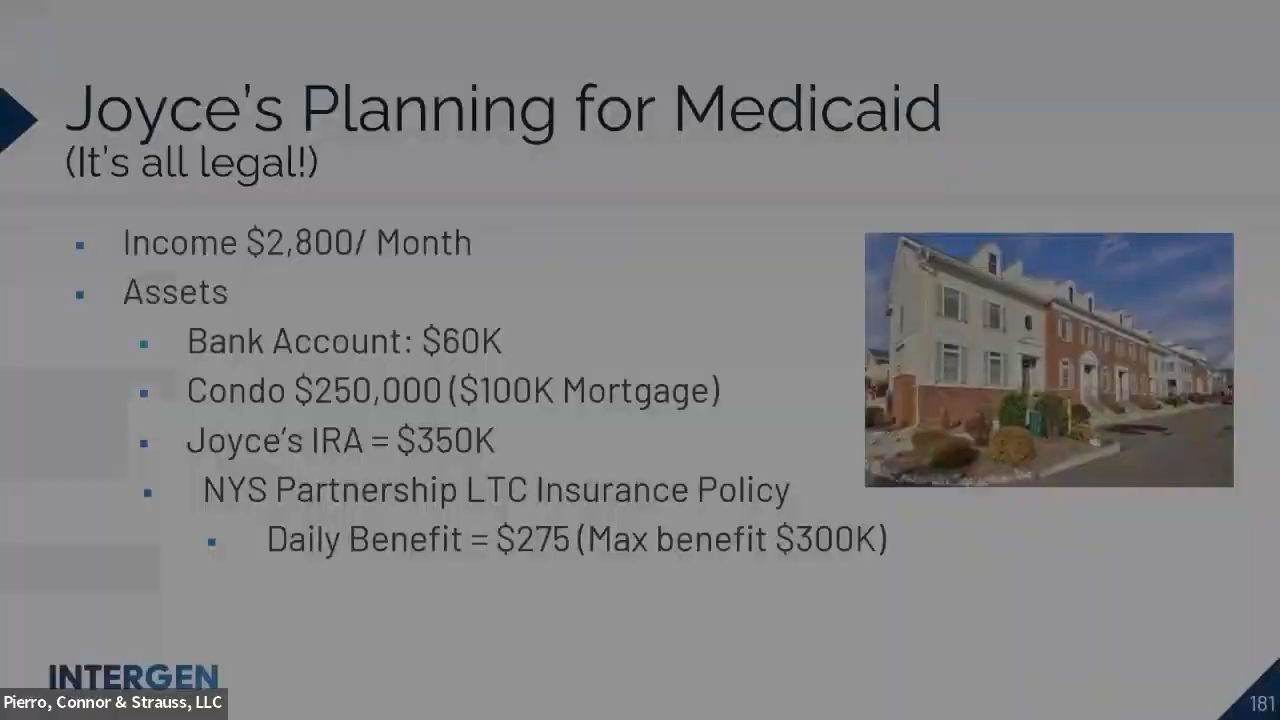 Joyce's Planning for Medicaid
(It's all legal!)
Income $2,800/ Month
Assets
Bank Account: $60K
Condo $250,000 ($100K Mortgage)
Joyce's IRA = $350K
NYS Partnership LTC Insurance Policy
Daily Benefit = $275 (Max benefit $300K)
INTERGEN
Pierro, Connor & Strauss, LLC
181